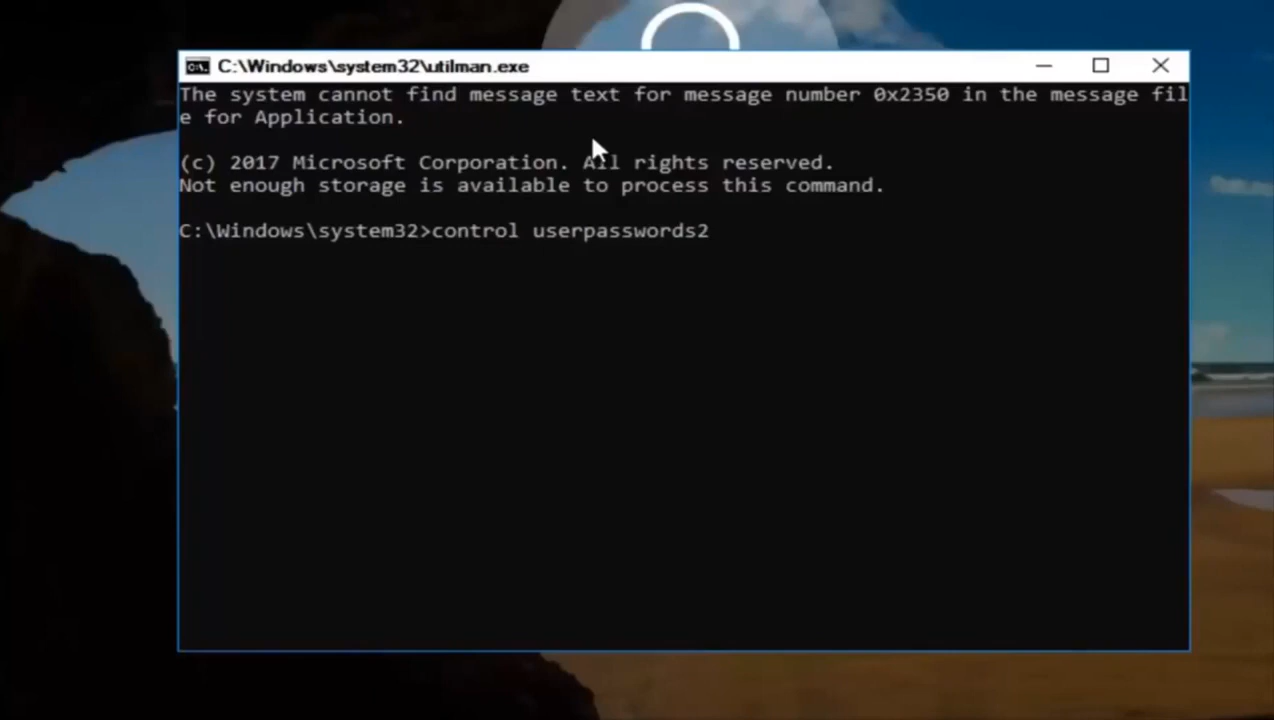 C:\Windows\system32\utilman.exe
The system cannot find message text for message number 0x2350 in the message fil
e for Application.
(c) 2017 Microsoft Corporation. All rights reserved.
Not enough storage is available to process this command.
C:\Windows\system32>control userpasswords2